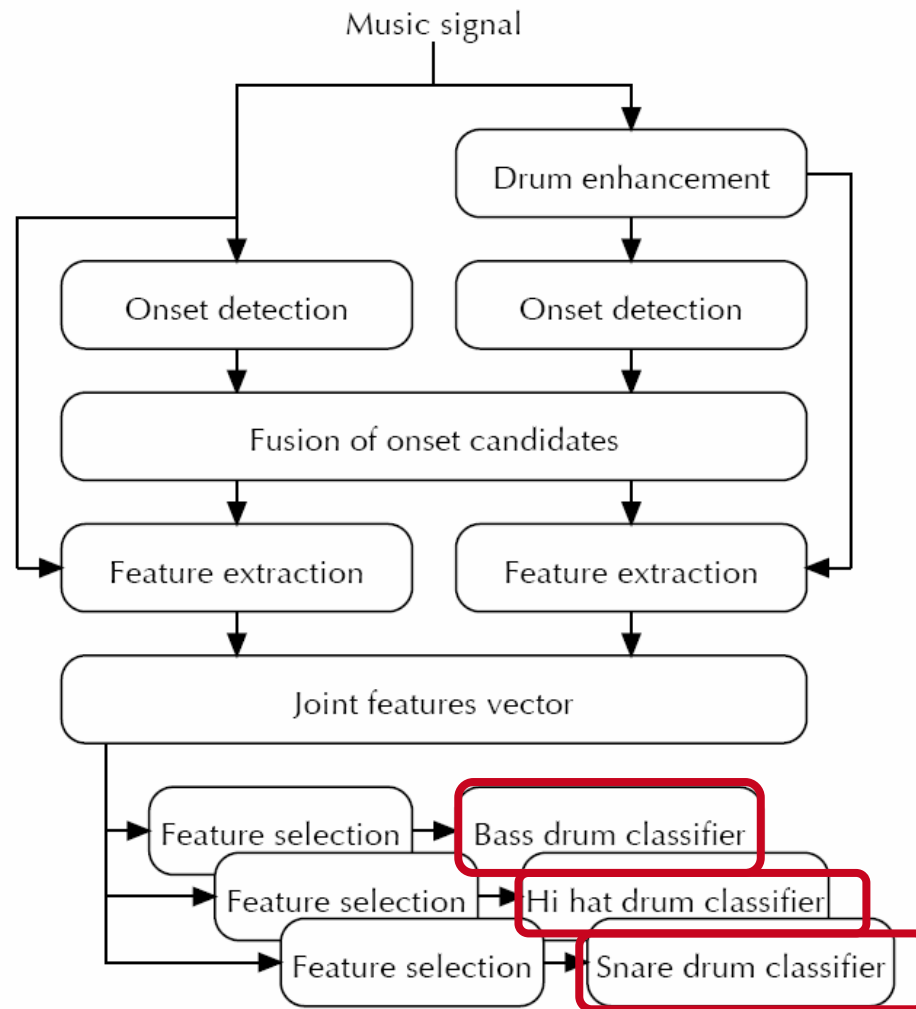 Music signal
Drum enhancement
Onset detection
Onset detection
Fusion of onset candidates
Feature extraction
Feature extraction
Joint features vector
Feature selection
Bass drum classifier
Feature selection
Hi hat drum classifier
Feature selection
Snare drum classifier